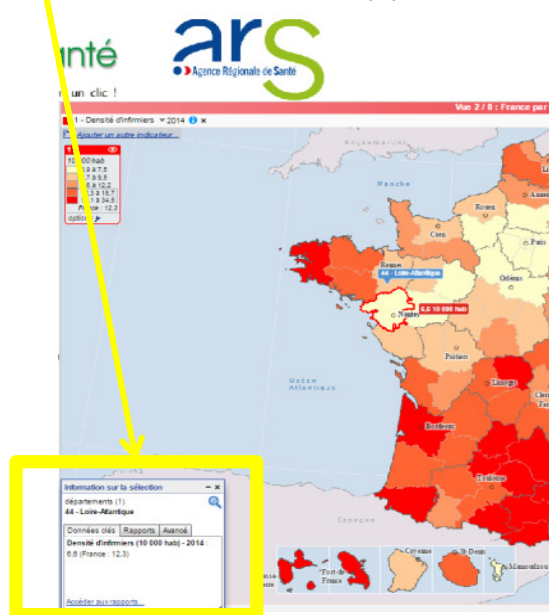 anté
ars
Agence Régionale de Santé
un clic !
Vue 2 / 8 : France par
- Densité d'infirmiers 2014
Ajouter un autre indicateur...
Royaume-Uni
Manche
Rouen
Amiens
Caen
Paris
Rennes
44 - Loire-Atlantique
Orléans
Nantes
6,6 10 000 hab
Poitiers
Océan
Atlantique
Limoges
Bordeaux
Toulouse
Espagne
France : 12,3
options
Information sur la sélection
départements (1)
44 - Loire-Atlantique
Données clés Rapports Avancé
Densité d'infirmiers (10 000 hab) - 2014 :
6,6 (France : 12,3)
Accéder aux rapports...
Fort-de-
France
Cayenne
St-Denis
Mamoudzou